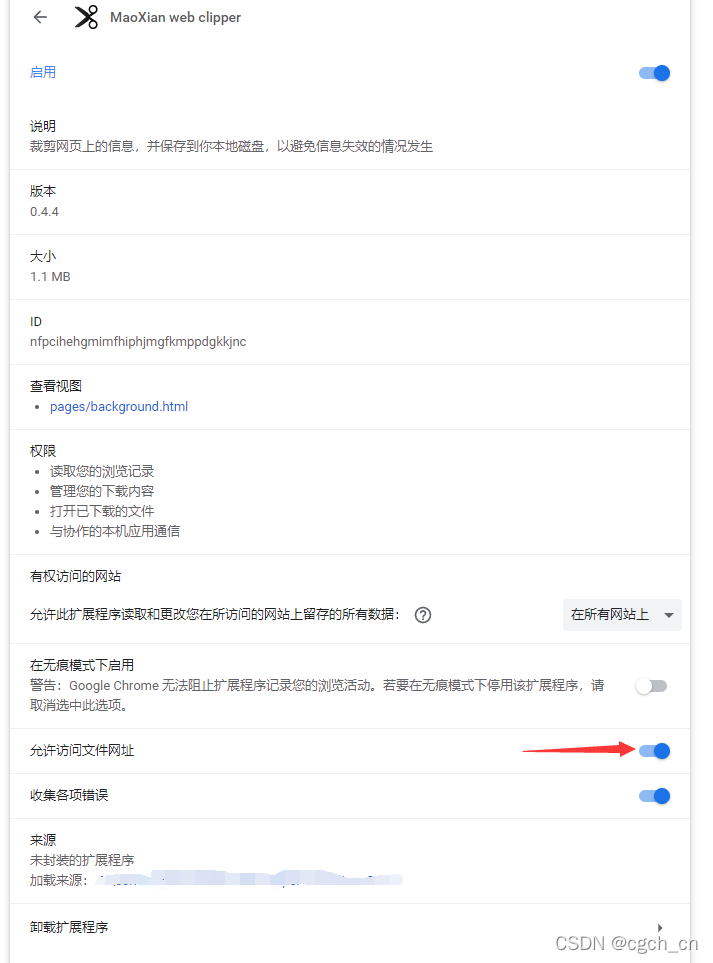 MaoXian web clipper
启用
说明
裁剪网页上的信息，并保存到你本地磁盘，以避免信息失效的情况发生
版本
0.4.4
大小
1.1 MB
ID
nfpcihehgmimfhiphjmgfkmppdgkkjnc
查看视图
pages/background.html
权限
读取您的浏览记录
管理您的下载内容
打开已下载的文件
与协作的本机应用通信
有权访问的网站
允许此扩展程序读取和更改您在所访问的网站上留存的所有数据：
在所有网站上
在无痕模式下启用
警告：Google Chrome 无法阻止扩展程序记录您的浏览活动。若要在无痕模式下停用该扩展程序，请
取消选中此选项。
允许访问文件网址
收集各项错误
来源
未封装的扩展程序
加载来源：
卸载扩展程序
CSDN @cgch_cn